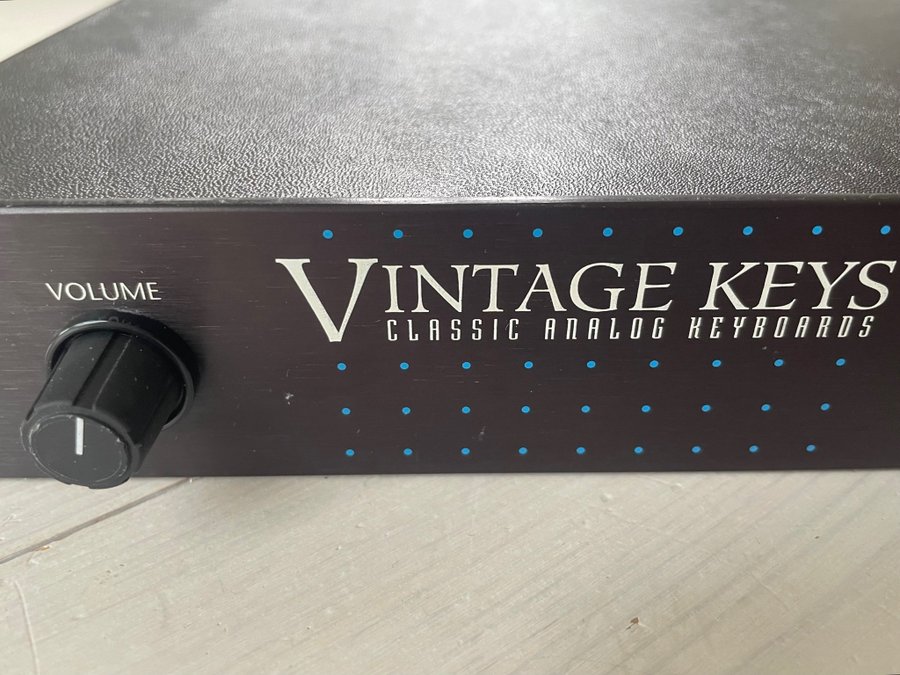 VOLUME
VINTAGE KEYS
CLASSIC ANALOG KEYBOARDS